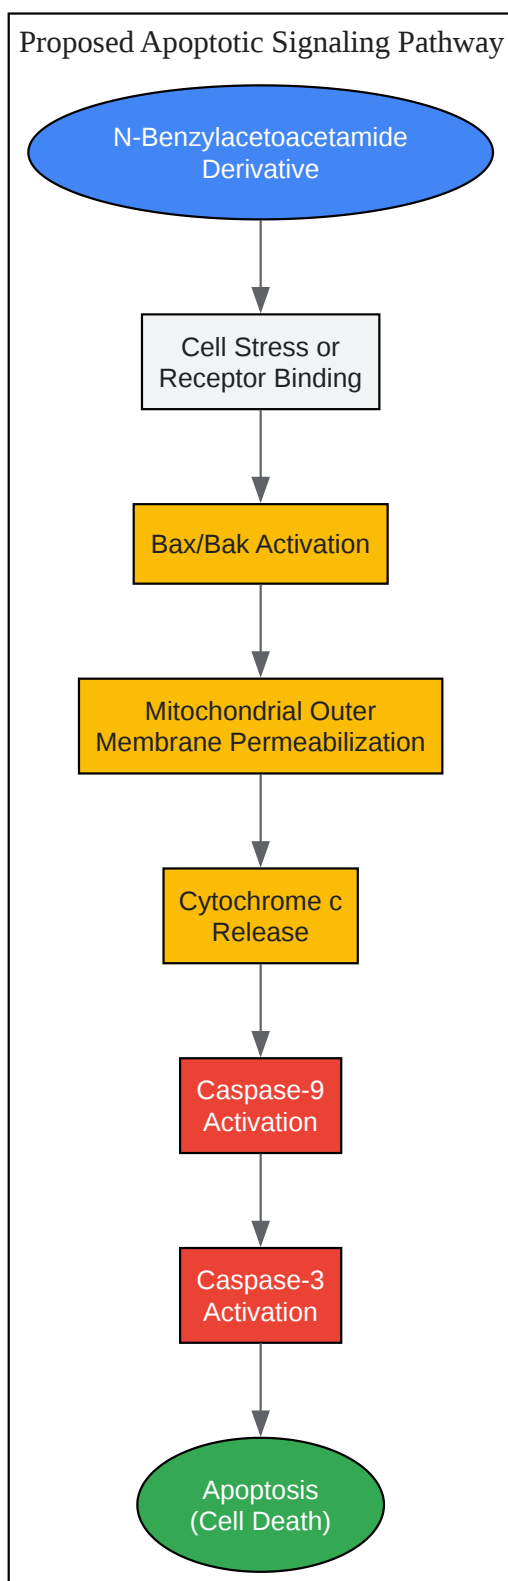 Proposed Apoptotic Signaling Pathway
N-Benzylacetoacetamide
Derivative
Cell Stress or
Receptor Binding
Bax/Bak Activation
Mitochondrial Outer
Membrane Permeabilization
Cytochrome c
Release
Caspase-9
Activation
Caspase-3
Activation
Apoptosis
(Cell Death)